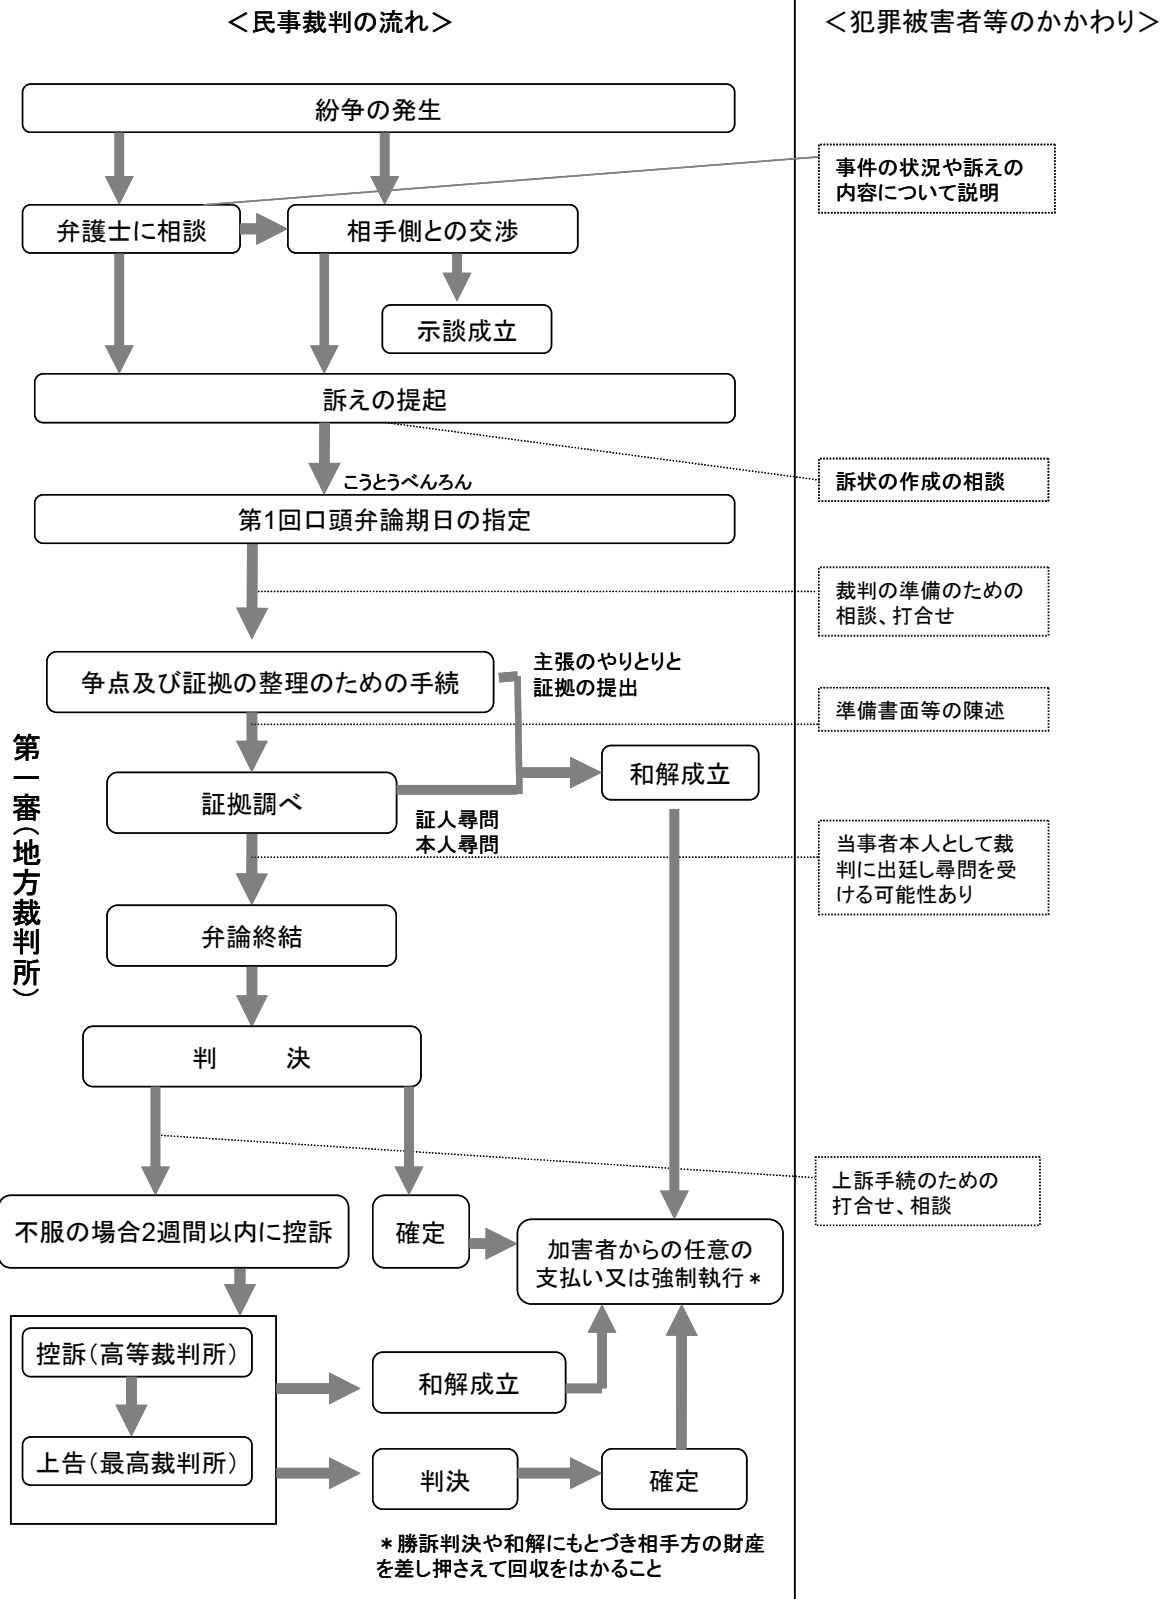 ＜民事裁判の流れ＞
＜犯罪被害者等のかかわり＞
紛争の発生
事件の状況や訴えの
内容について説明
弁護士に相談
相手側との交渉
示談成立
訴えの提起
訴状の作成の相談
こうとうべんろん
第1回口頭弁論期日の指定
裁判の準備のための
相談、打合せ
争点及び証拠の整理のための手続
主張のやりとりと
証拠の提出
準備書面等の陳述
第一審（地方裁判所）
証拠調べ
和解成立
証人尋問
本人尋問
当事者本人として裁
判に出廷し尋問を受
ける可能性あり
弁論終結
判　決
上訴手続のための
打合せ、相談
不服の場合2週間以内に控訴
確定
加害者からの任意の
支払い又は強制執行＊
控訴（高等裁判所）
和解成立
上告（最高裁判所）
判決
確定
＊勝訴判決や和解にもとづき相手方の財産
を差し押さえて回収をはかること